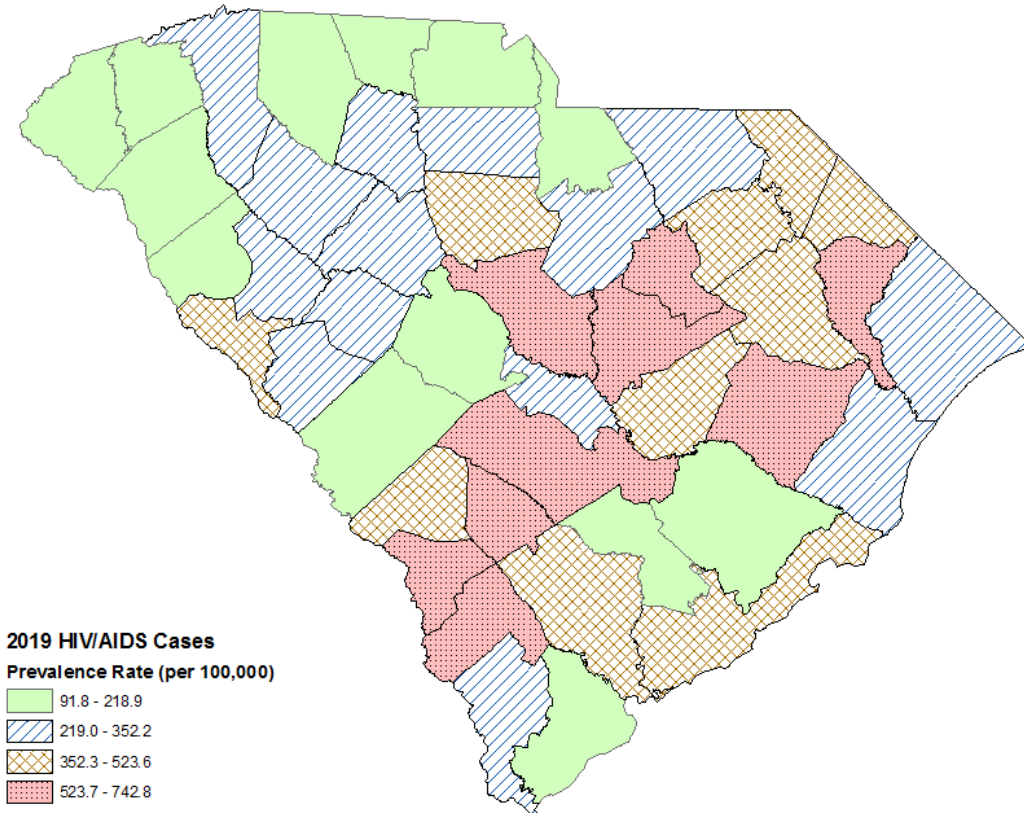 2019 HIV/AIDS Cases
Prevalence Rate (per 100,000)
91.8 - 218.9
219.0 - 352.2
352.3 - 523.6
523.7 - 742.8